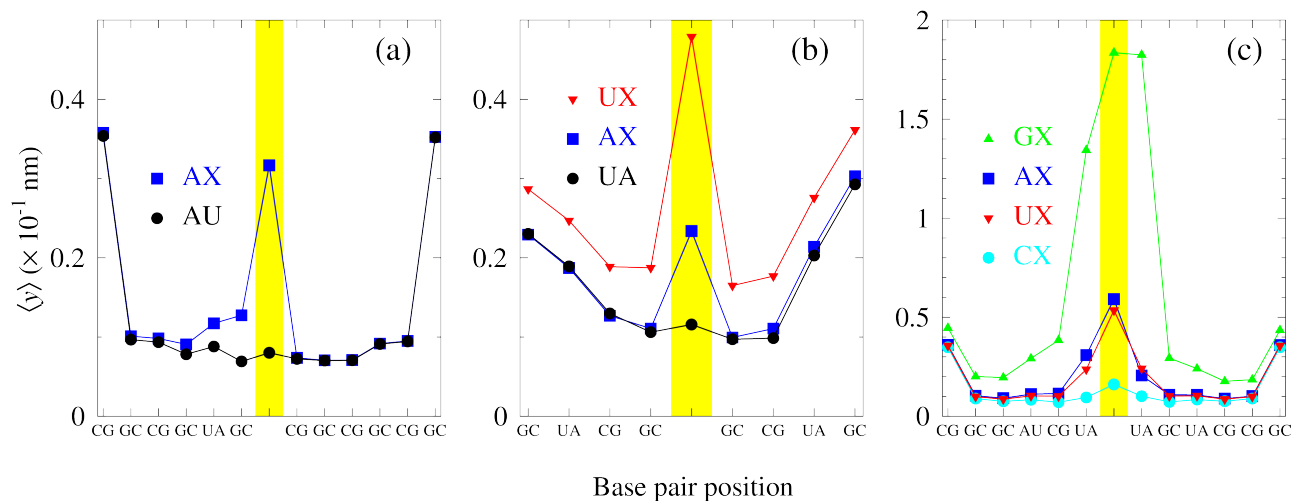 (a)
0.4
0.2
0
⟨y⟩ (× 10⁻¹ nm)
AX
AU
CG GC CG GC UA GC CG GC CG GC CG GC
(b)
0.4
0.2
0
UX
AX
UA
GC UA CG GC GC CG UA GC
(c)
2
1.5
1
0.5
0
GX
AX
UX
CX
CG GC GC AU CG UA UA GC UA CG CG GC
Base pair position